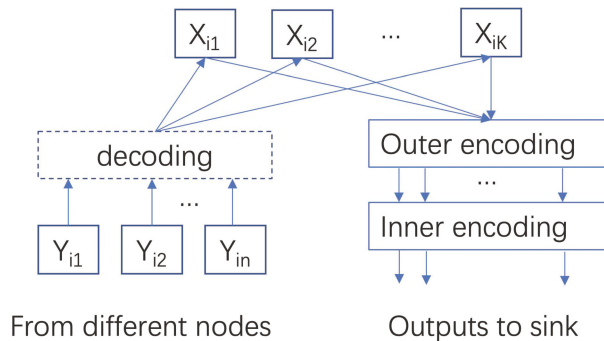 Xi1 Xi2 ... XiK
decoding
Outer encoding
...
...
Inner encoding
Yi1 Yi2 Yin
From different nodes
Outputs to sink